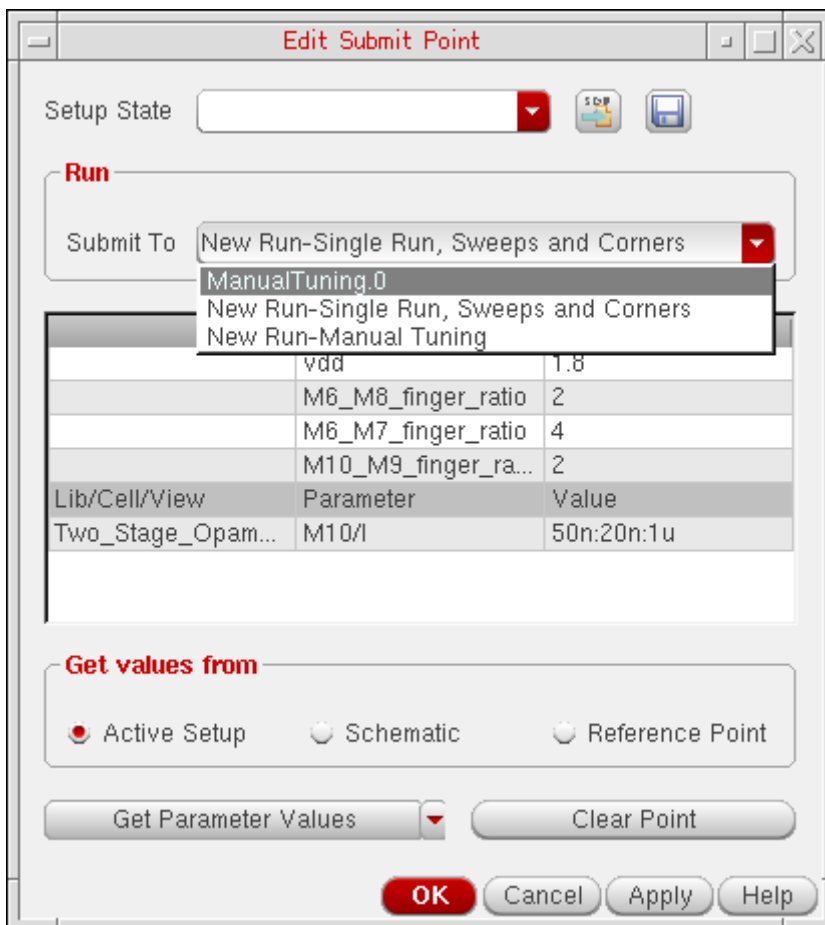 Edit Submit Point
Setup State
Run
Submit To New Run-Single Run, Sweeps and Corners
ManualTuning.0
New Run-Single Run, Sweeps and Corners
New Run-Manual Tuning
vdd 1.8
M6_M8_finger_ratio 2
M6_M7_finger_ratio 4
M10_M9_finger_ra... 2
Lib/Cell/View Parameter Value
Two_Stage_Opam... M10/l 50n:20n:1u
Get values from
Active Setup Schematic Reference Point
Get Parameter Values Clear Point
OK Cancel Apply Help